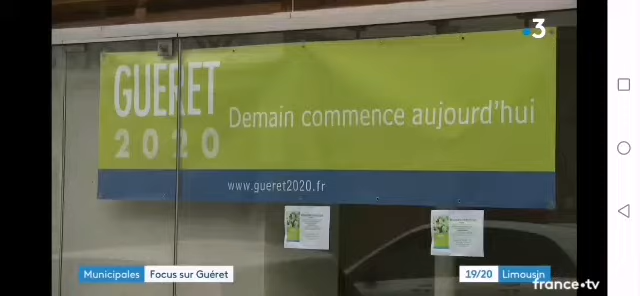 3
GUERET
2020
Demain commence aujourd'hui
www.gueret2020.fr
Municipales Focus sur Guéret
19/20 Limousin
france•tv